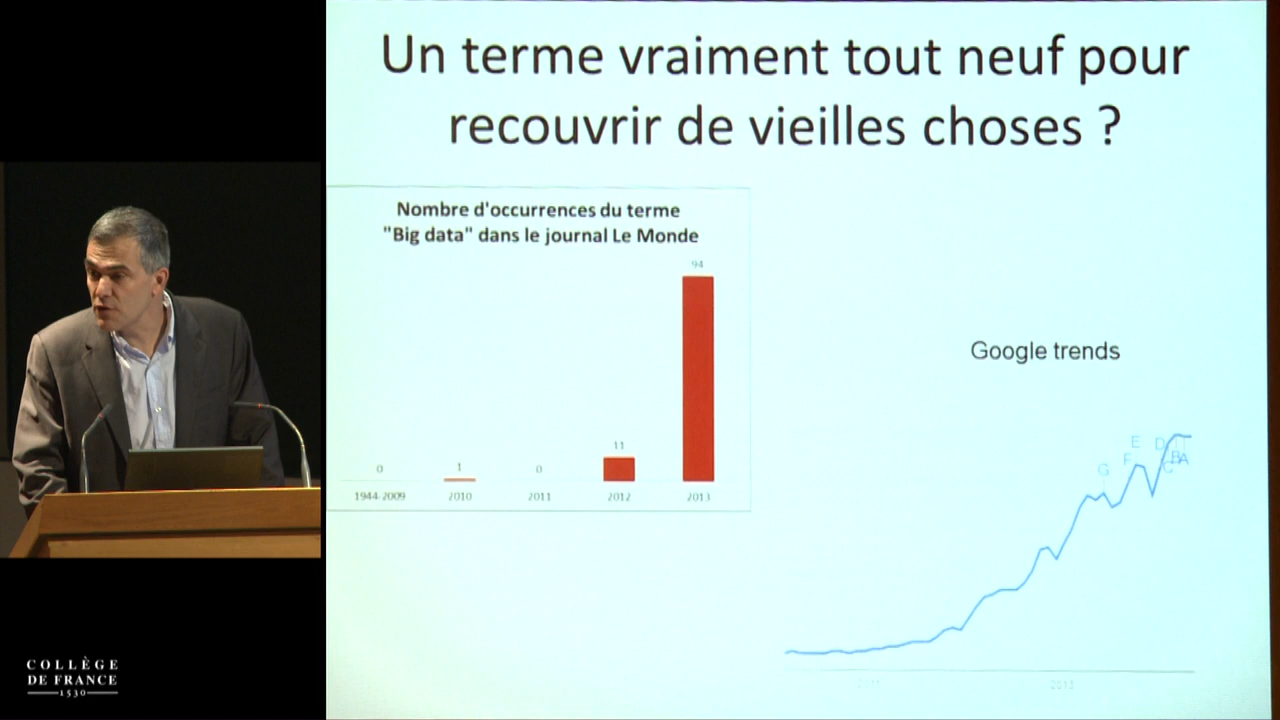 Un terme vraiment tout neuf pour
recouvrir de vieilles choses ?
Nombre d'occurrences du terme
"Big data" dans le journal Le Monde
94
11
0
1
0
1944-2009
2010
2011
2012
2013
Google trends
E
D
F
B
A
G
C
2011
2013
COLLÈGE
DE FRANCE
1530